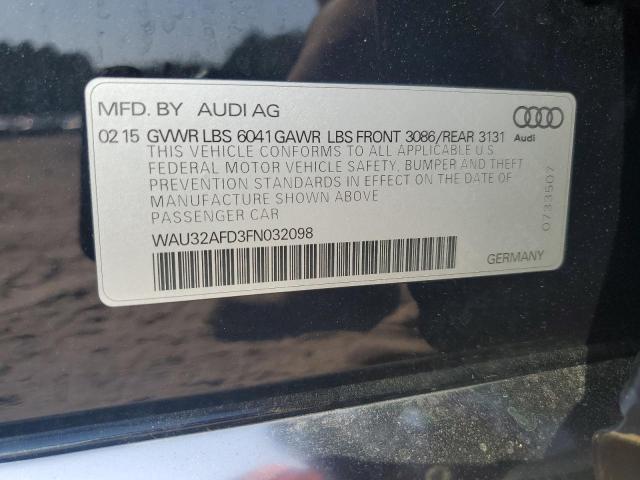 MFD. BY AUDI AG
02 15 GVWR LBS 6041 GAWR LBS FRONT 3086/REAR 3131
Audi
THIS VEHICLE CONFORMS TO ALL APPLICABLE U.S
FEDERAL MOTOR VEHICLE SAFETY, BUMPER AND THEFT
PREVENTION STANDARDS IN EFFECT ON THE DATE OF
MANUFACTURE SHOWN ABOVE
PASSENGER CAR
0733507
WAU32AFD3FN032098
GERMANY